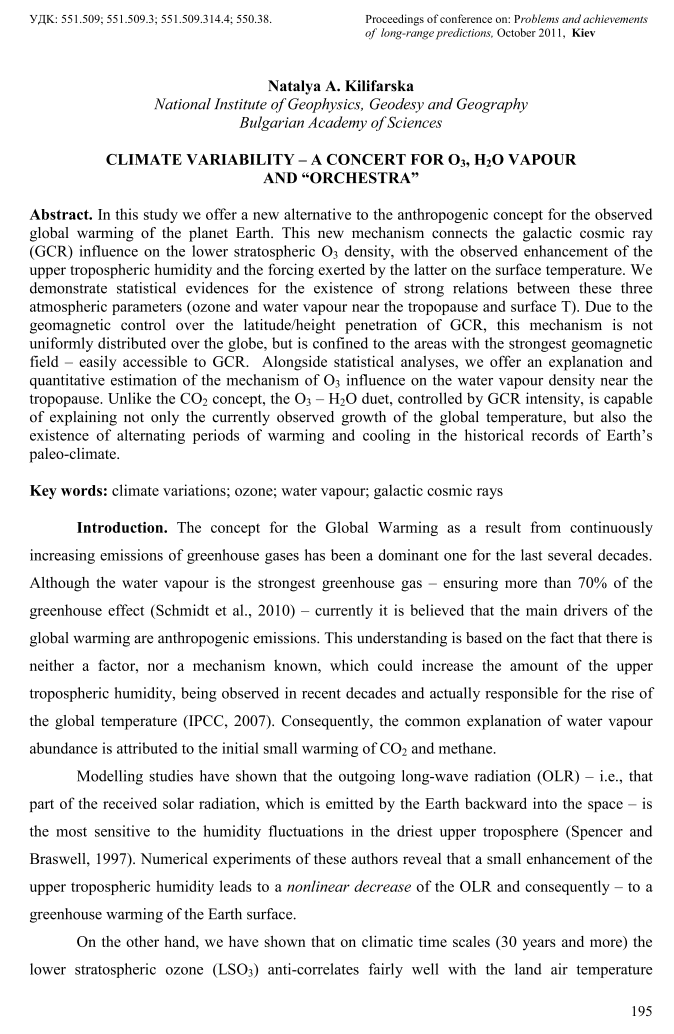 УДК: 551.509; 551.509.3; 551.509.314.4; 550.38.
Proceedings of conference on: Problems and achievements
of long-range predictions, October 2011, Kiev
Natalya A. Kilifarska
National Institute of Geophysics, Geodesy and Geography
Bulgarian Academy of Sciences
CLIMATE VARIABILITY – A CONCERT FOR O₃, H₂O VAPOUR
AND “ORCHESTRA”
Abstract. In this study we offer a new alternative to the anthropogenic concept for the observed
global warming of the planet Earth. This new mechanism connects the galactic cosmic ray
(GCR) influence on the lower stratospheric O₃ density, with the observed enhancement of the
upper tropospheric humidity and the forcing exerted by the latter on the surface temperature. We
demonstrate statistical evidences for the existence of strong relations between these three
atmospheric parameters (ozone and water vapour near the tropopause and surface T). Due to the
geomagnetic control over the latitude/height penetration of GCR, this mechanism is not
uniformly distributed over the globe, but is confined to the areas with the strongest geomagnetic
field – easily accessible to GCR. Alongside statistical analyses, we offer an explanation and
quantitative estimation of the mechanism of O₃ influence on the water vapour density near the
tropopause. Unlike the CO₂ concept, the O₃ – H₂O duet, controlled by GCR intensity, is capable
of explaining not only the currently observed growth of the global temperature, but also the
existence of alternating periods of warming and cooling in the historical records of Earth’s
paleo-climate.
Key words: climate variations; ozone; water vapour; galactic cosmic rays
Introduction. The concept for the Global Warming as a result from continuously
increasing emissions of greenhouse gases has been a dominant one for the last several decades.
Although the water vapour is the strongest greenhouse gas – ensuring more than 70% of the
greenhouse effect (Schmidt et al., 2010) – currently it is believed that the main drivers of the
global warming are anthropogenic emissions. This understanding is based on the fact that there is
neither a factor, nor a mechanism known, which could increase the amount of the upper
tropospheric humidity, being observed in recent decades and actually responsible for the rise of
the global temperature (IPCC, 2007). Consequently, the common explanation of water vapour
abundance is attributed to the initial small warming of CO₂ and methane.
Modelling studies have shown that the outgoing long-wave radiation (OLR) – i.e., that
part of the received solar radiation, which is emitted by the Earth backward into the space – is
the most sensitive to the humidity fluctuations in the driest upper troposphere (Spencer and
Braswell, 1997). Numerical experiments of these authors reveal that a small enhancement of the
upper tropospheric humidity leads to a nonlinear decrease of the OLR and consequently – to a
greenhouse warming of the Earth surface.
On the other hand, we have shown that on climatic time scales (30 years and more) the
lower stratospheric ozone (LSO₃) anti-correlates fairly well with the land air temperature
195